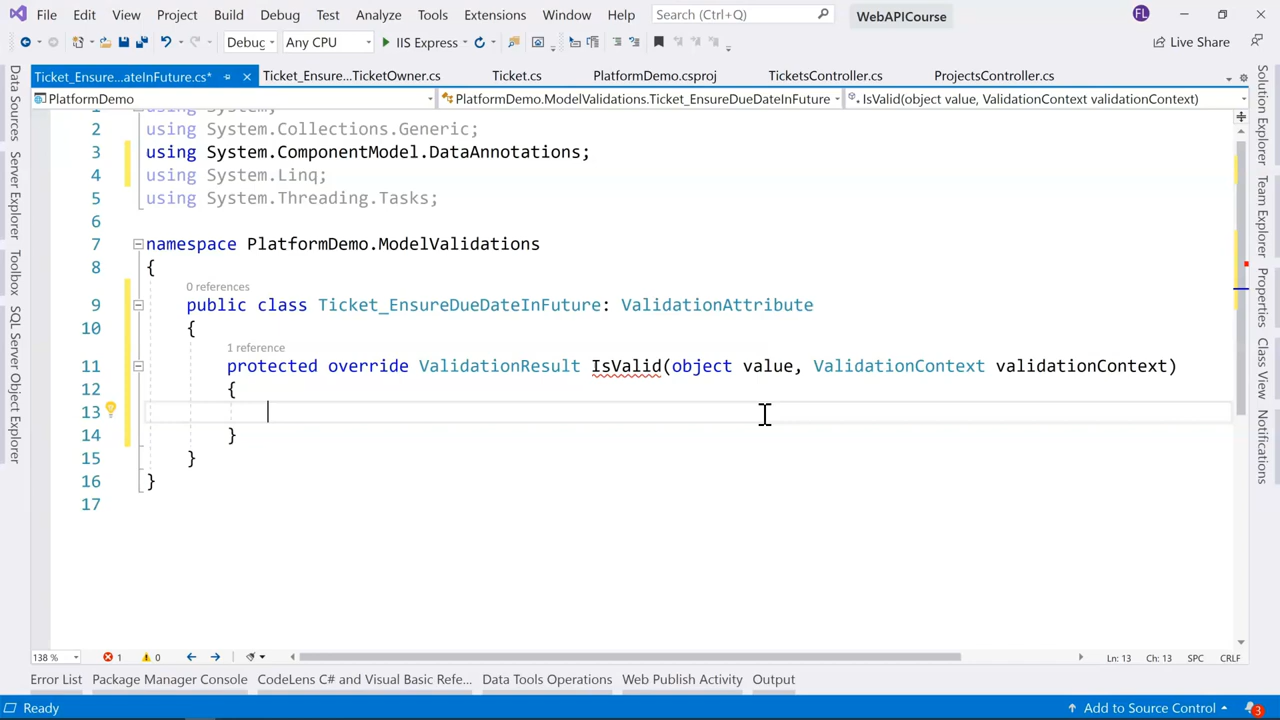 File Edit View Project Build Debug Test Analyze Tools Extensions Window Help Search (Ctrl+Q) WebAPICourse FL
Debug Any CPU IIS Express Live Share
Ticket_Ensure...ateInFuture.cs* Ticket_Ensure...TicketOwner.cs Ticket.cs PlatformDemo.csproj TicketsController.cs ProjectsController.cs
PlatformDemo PlatformDemo.ModelValidations.Ticket_EnsureDueDateInFuture IsValid(object value, ValidationContext validationContext)
1 using System;
2 using System.Collections.Generic;
3 using System.ComponentModel.DataAnnotations;
4 using System.Linq;
5 using System.Threading.Tasks;
6
7 namespace PlatformDemo.ModelValidations
8 {
0 references
9 public class Ticket_EnsureDueDateInFuture: ValidationAttribute
10 {
1 reference
11 protected override ValidationResult IsValid(object value, ValidationContext validationContext)
12 {
13
14 }
15 }
16 }
17
Data Sources
Server Explorer
Toolbox
SQL Server Object Explorer
Solution Explorer
Team Explorer
Properties
Class View
Notifications
138 % 1 0 Ln: 13 Ch: 13 SPC CRLF
Error List Package Manager Console CodeLens C# and Visual Basic Refe... Data Tools Operations Web Publish Activity Output
Ready Add to Source Control 3